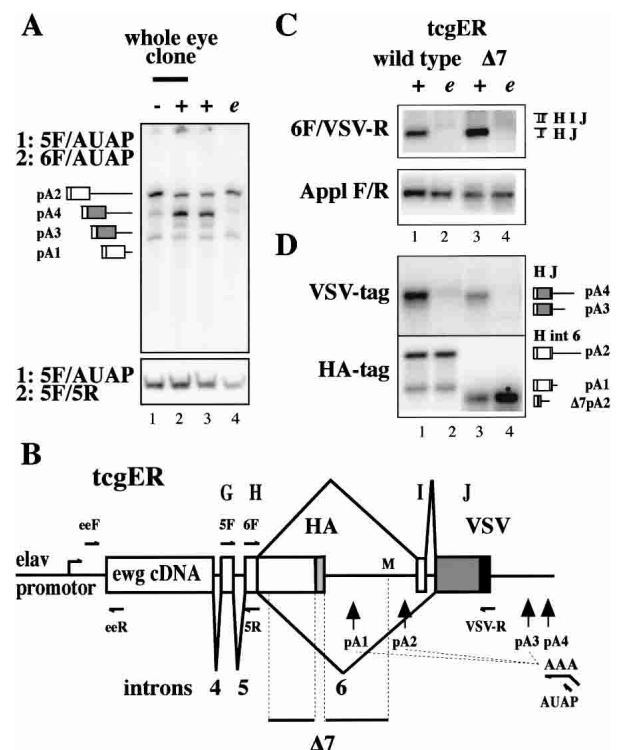 A
whole eye
clone
- + + e
1: 5F/AUAP
2: 6F/AUAP
pA2
pA4
pA3
pA1
1: 5F/AUAP
2: 5F/5R
1 2 3 4
C
tcgER
wild type Δ7
+ e + e
6F/VSV-R
II H I J
I H J
Appl F/R
1 2 3 4
D
VSV-tag
H J
pA4
pA3
HA-tag
H int 6
pA2
pA1
Δ7pA2
1 2 3 4
B
tcgER
G H I J
eeF 5F 6F HA VSV
elav
promotor
ewg cDNA
M
eeR 5R pA1 pA2 VSV-R pA3 pA4
introns 4 5 6
AAA
AUAP
Δ7